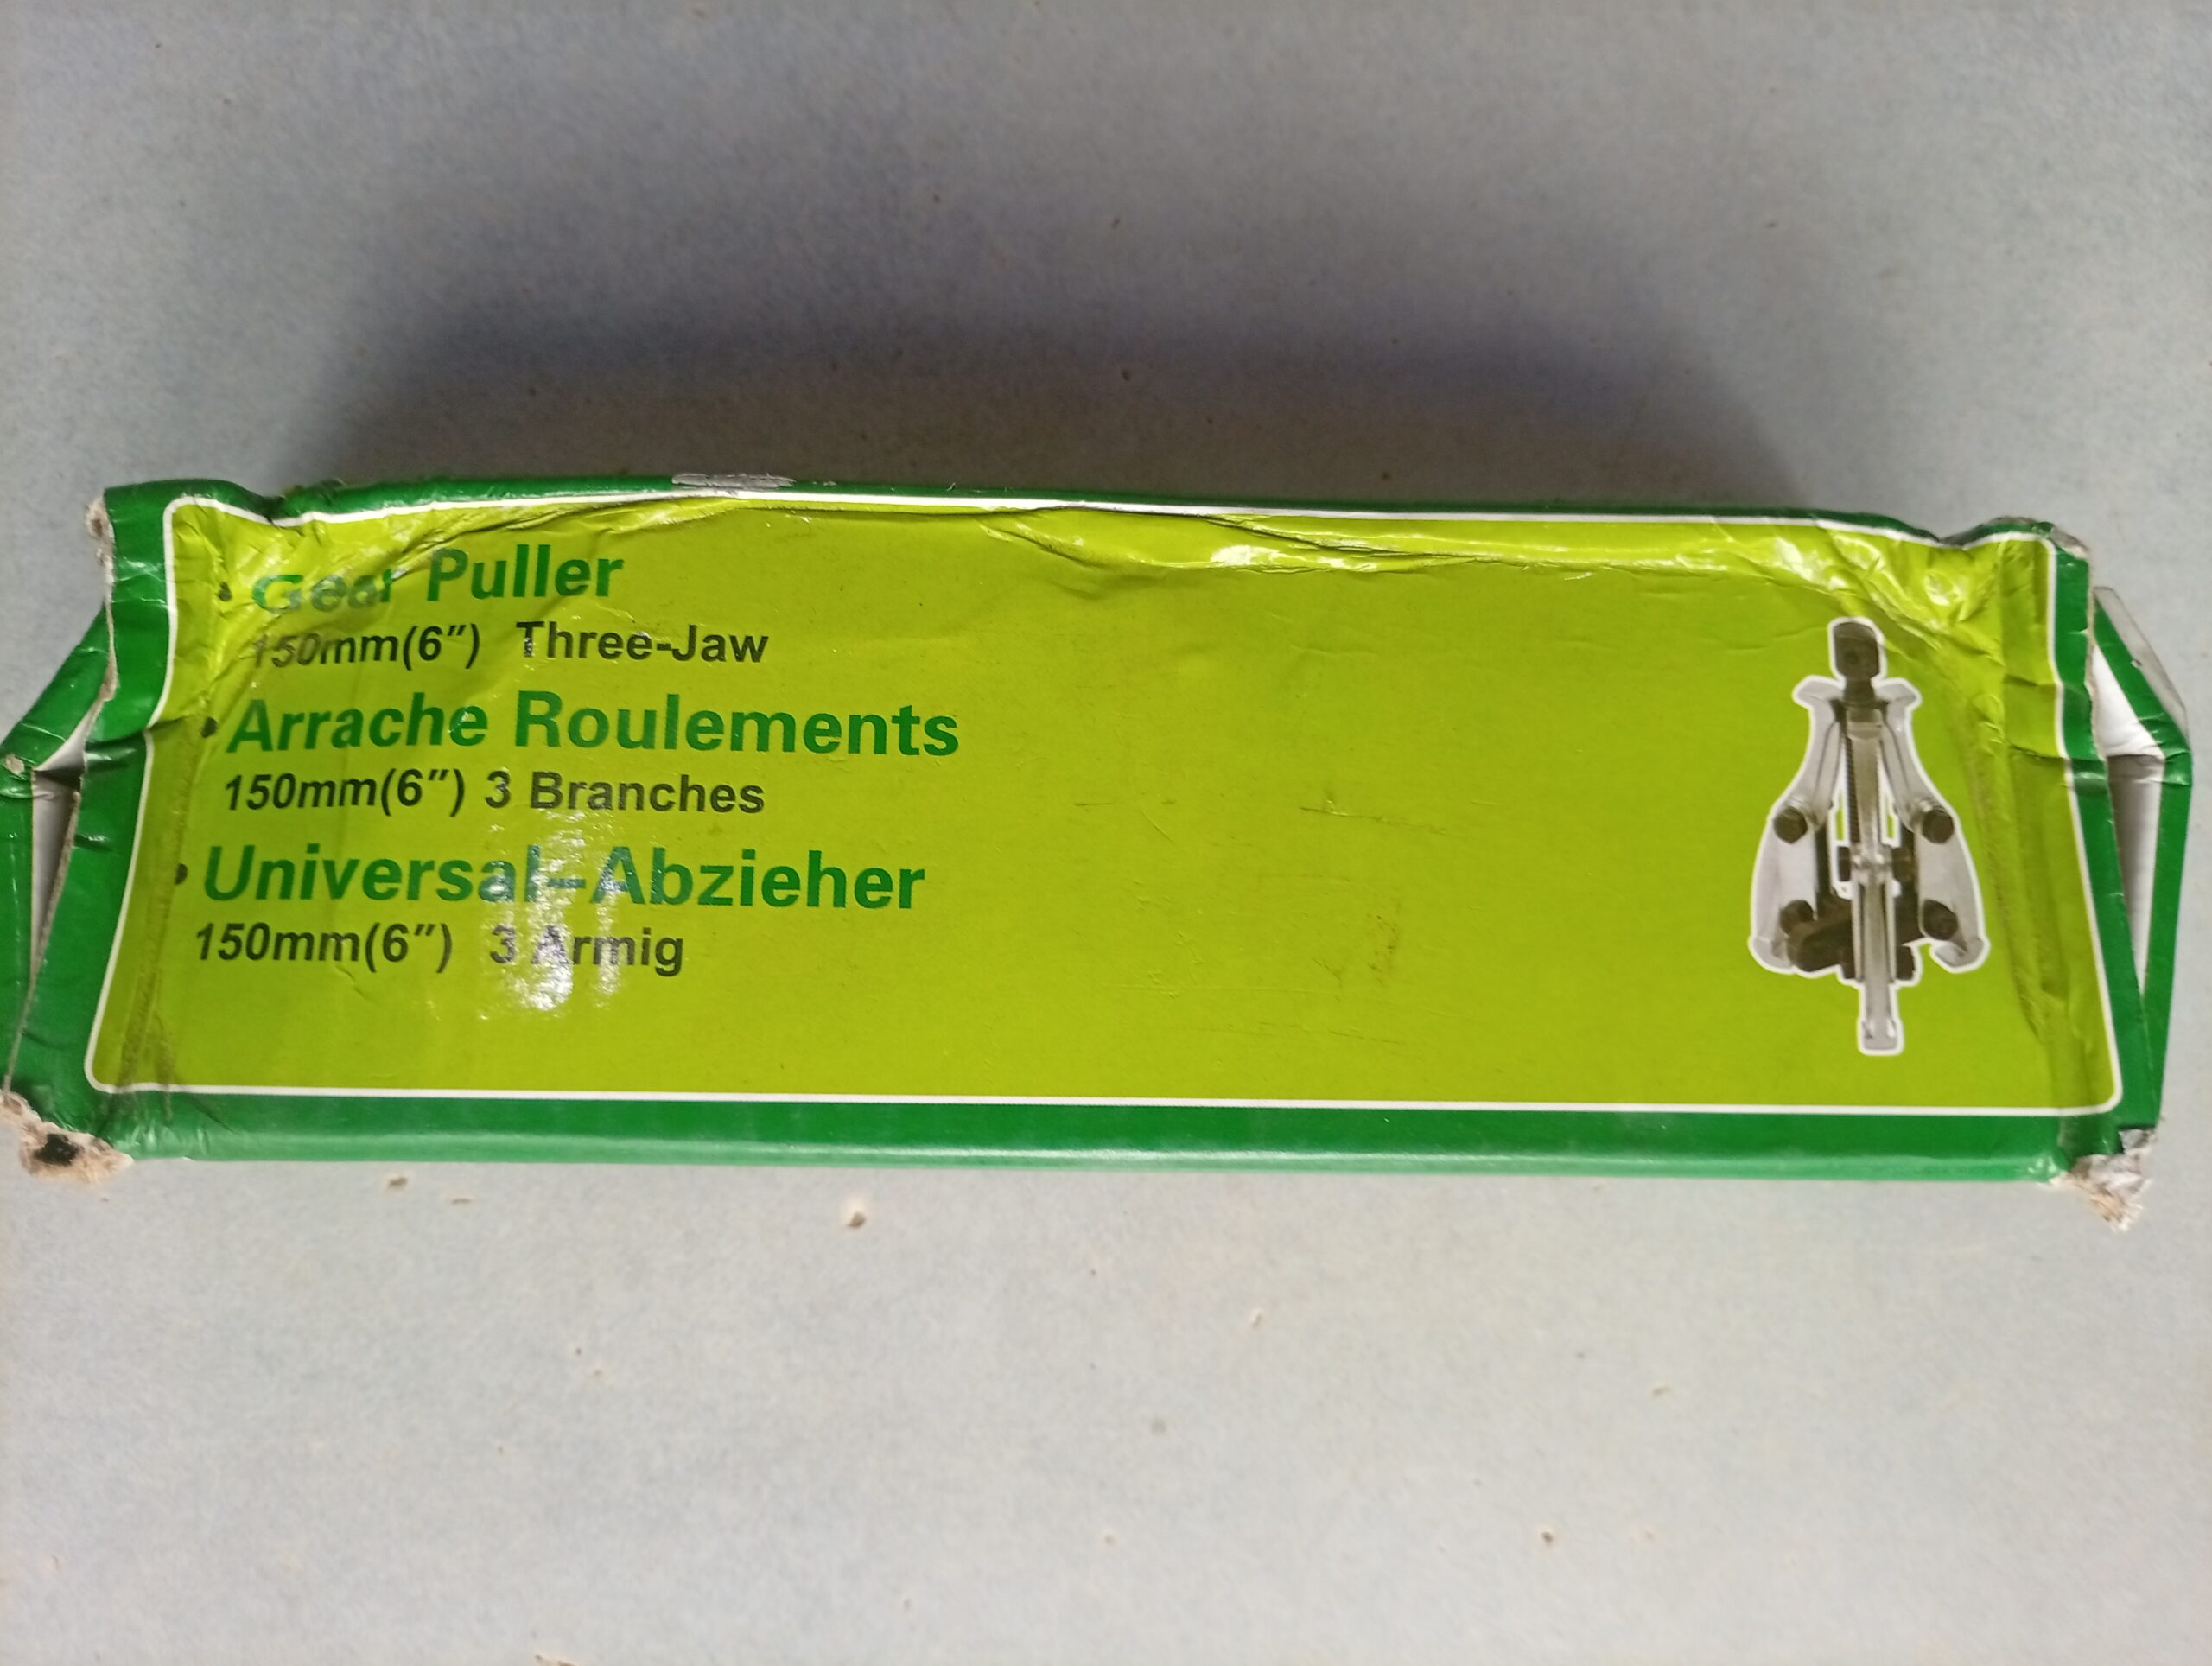 • Gear Puller
150mm(6″) Three-Jaw
• Arrache Roulements
150mm(6″) 3 Branches
• Universal-Abzieher
150mm(6″) 3 Armig